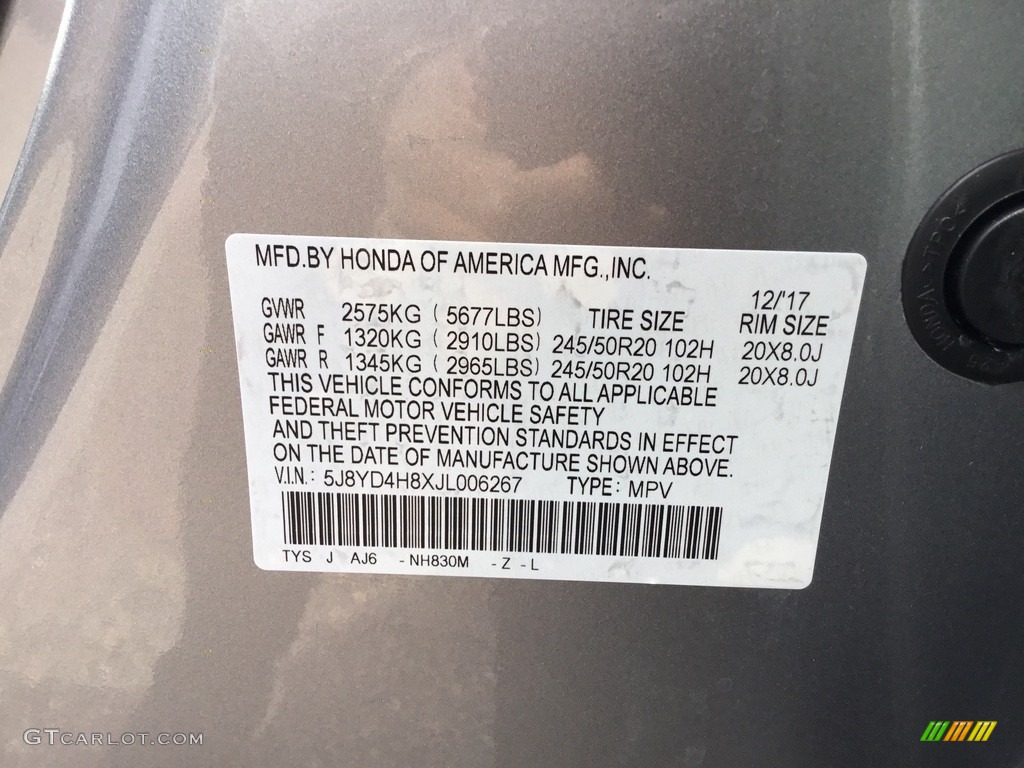 MFD.BY HONDA OF AMERICA MFG.,INC.
12/'17
GVWR 2575KG ( 5677LBS) TIRE SIZE RIM SIZE
GAWR F 1320KG ( 2910LBS) 245/50R20 102H 20X8.0J
GAWR R 1345KG ( 2965LBS) 245/50R20 102H 20X8.0J
THIS VEHICLE CONFORMS TO ALL APPLICABLE
FEDERAL MOTOR VEHICLE SAFETY
AND THEFT PREVENTION STANDARDS IN EFFECT
ON THE DATE OF MANUFACTURE SHOWN ABOVE.
V.I.N.: 5J8YD4H8XJL006267 TYPE: MPV
TYS J AJ6 - NH830M - Z - L
HONDA >TPO<
GTCARLOT.COM